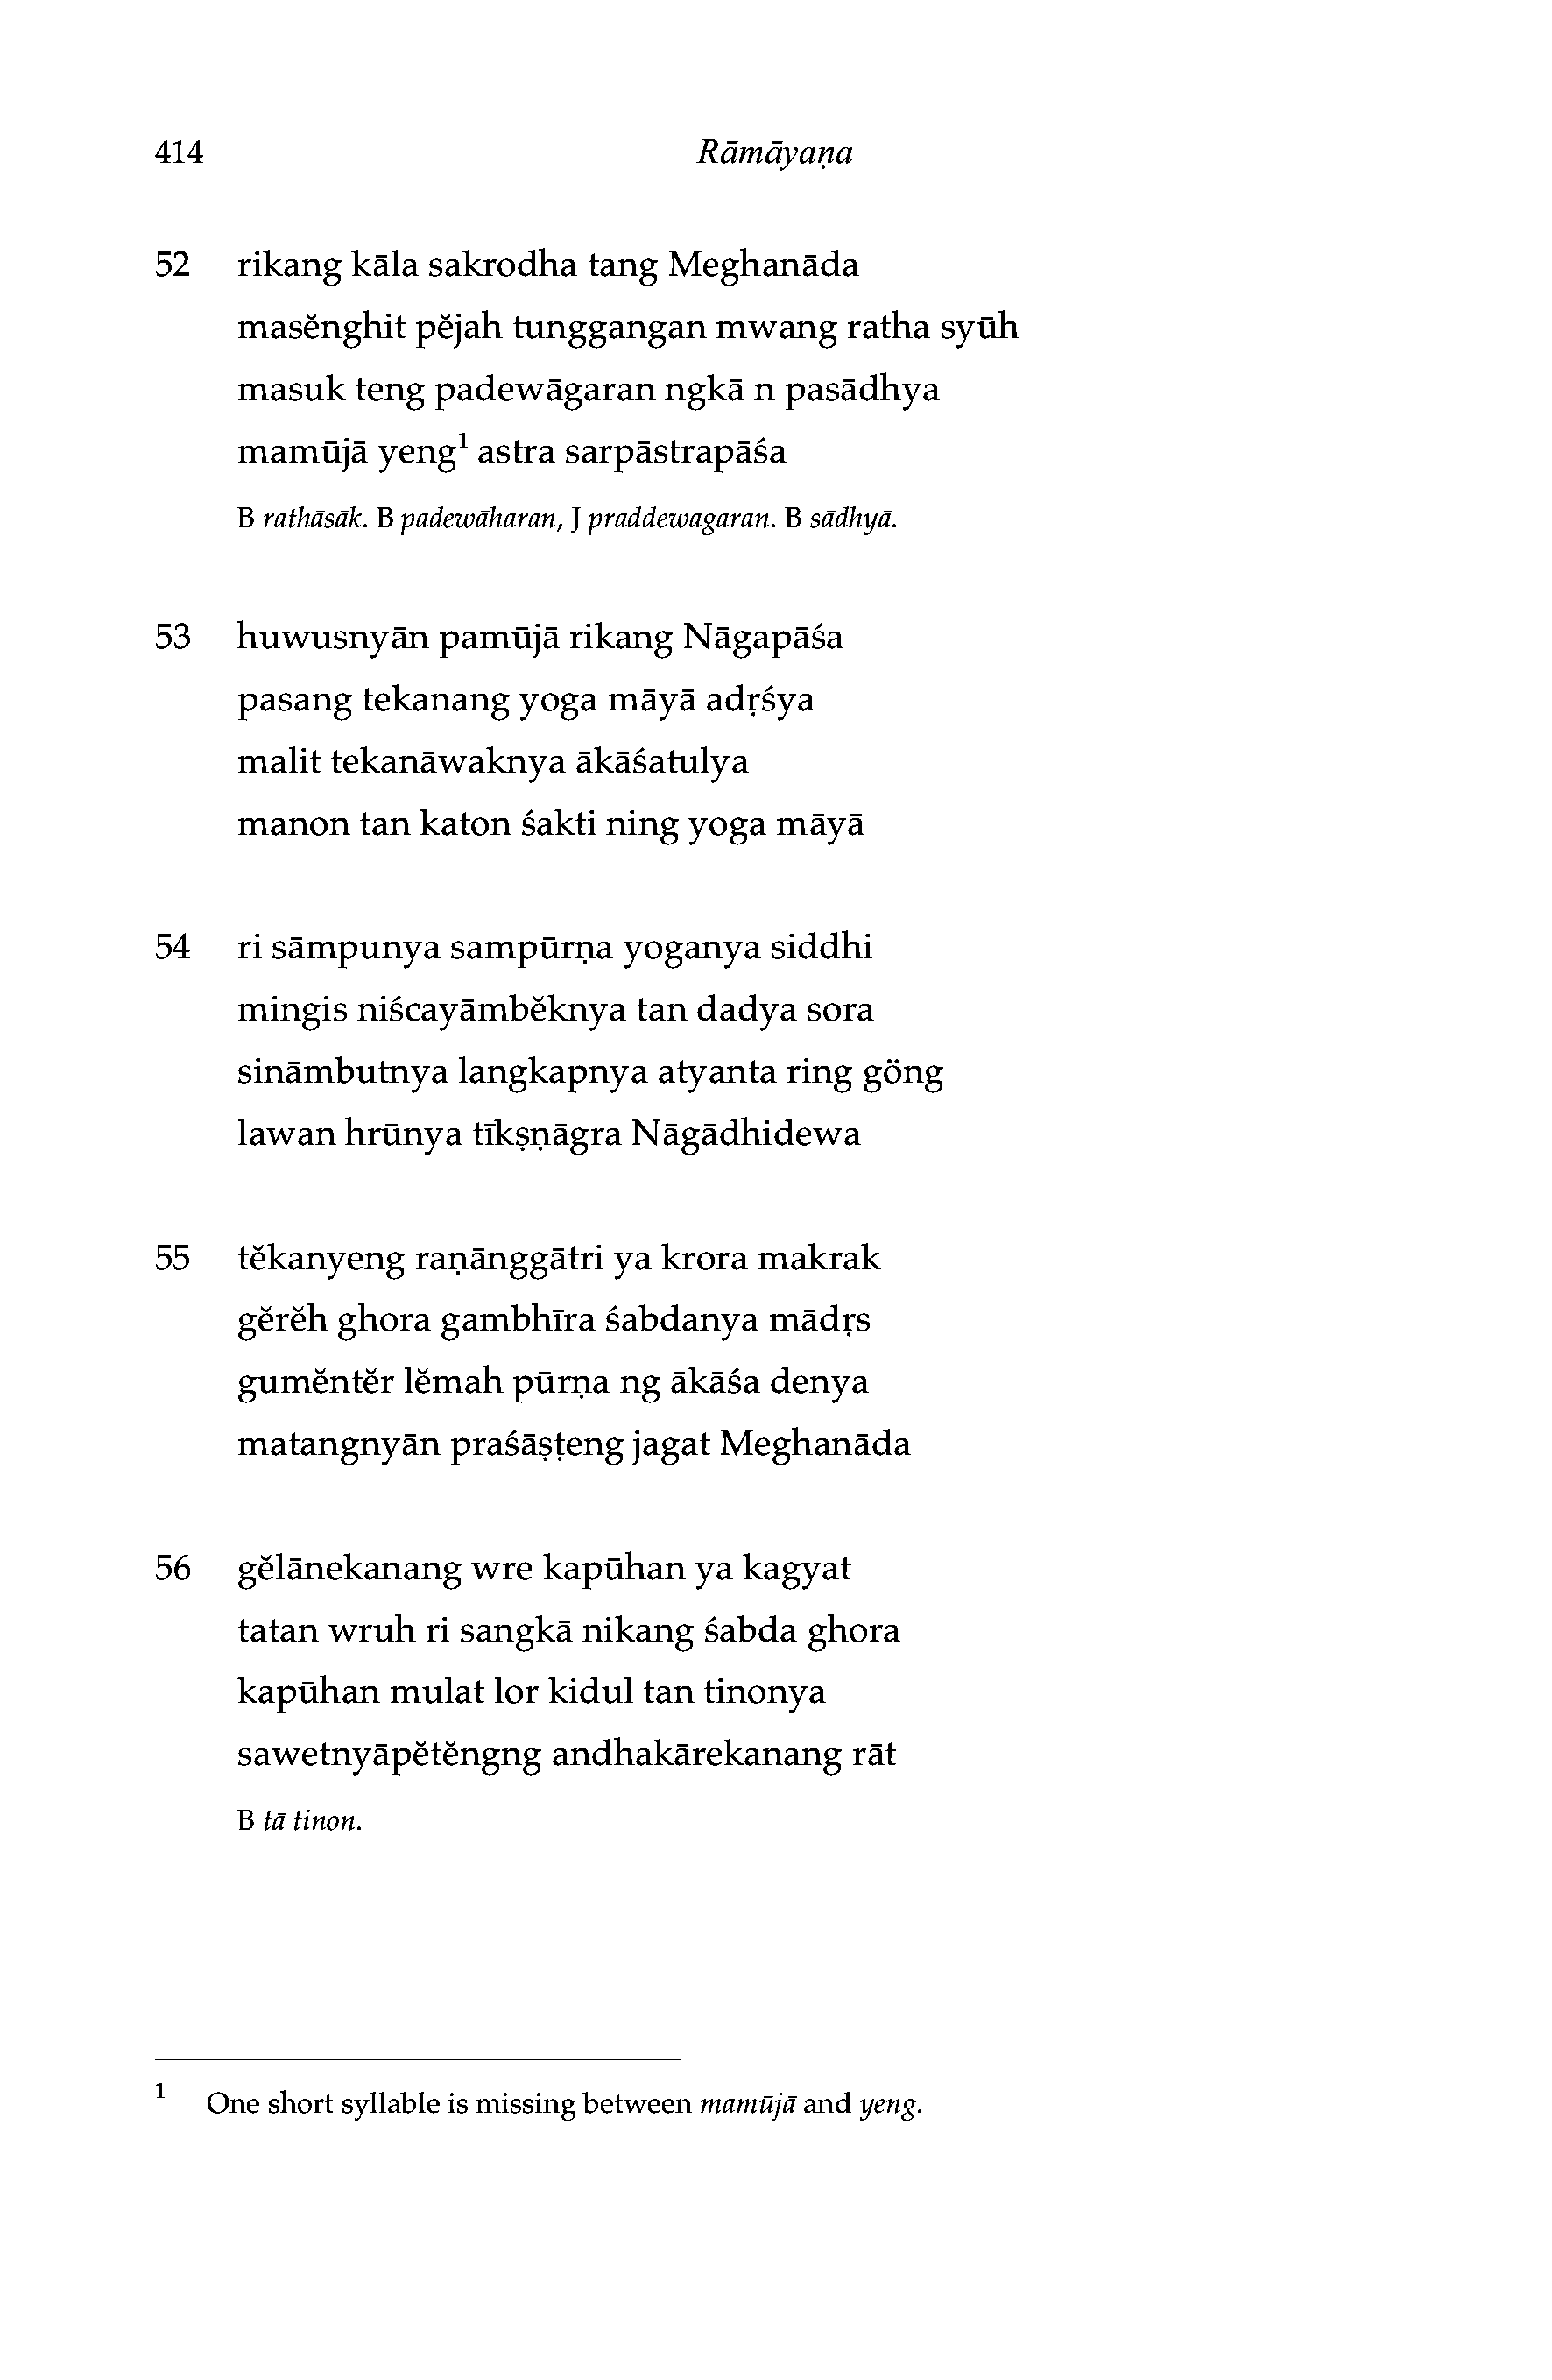 414 Rāmāyaṇa
52 rikang kāla sakrodha tang Meghanāda
masĕnghit pĕjah tunggangan mwang ratha syūh
masuk teng padewāgaran ngkā n pasādhya
mamūjā yeng¹ astra sarpāstrapāśa
B rathāsāk. B padewāharan, J praddewagaran. B sādhyā.
53 huwusnyān pamūjā rikang Nāgapāśa
pasang tekanang yoga māyā adṛśya
malit tekanāwaknya ākāśatulya
manon tan katon śakti ning yoga māyā
54 ri sāmpunya sampūrṇa yoganya siddhi
mingis niścayāmbĕknya tan dadya sora
sināmbutnya langkapnya atyanta ring göng
lawan hrūnya tīkṣṇāgra Nāgādhidewa
55 tĕkanyeng raṇānggātri ya krora makrak
gĕrĕh ghora gambhīra śabdanya mādṛs
gumĕntĕr lĕmah pūrṇa ng ākāśa denya
matangnyān praśāṣṭeng jagat Meghanāda
56 gĕlānekanang wre kapūhan ya kagyat
tatan wruh ri sangkā nikang śabda ghora
kapūhan mulat lor kidul tan tinonya
sawetnyāpĕtĕngng andhakārekanang rāt
B tā tinon.
1 One short syllable is missing between mamūjā and yeng.